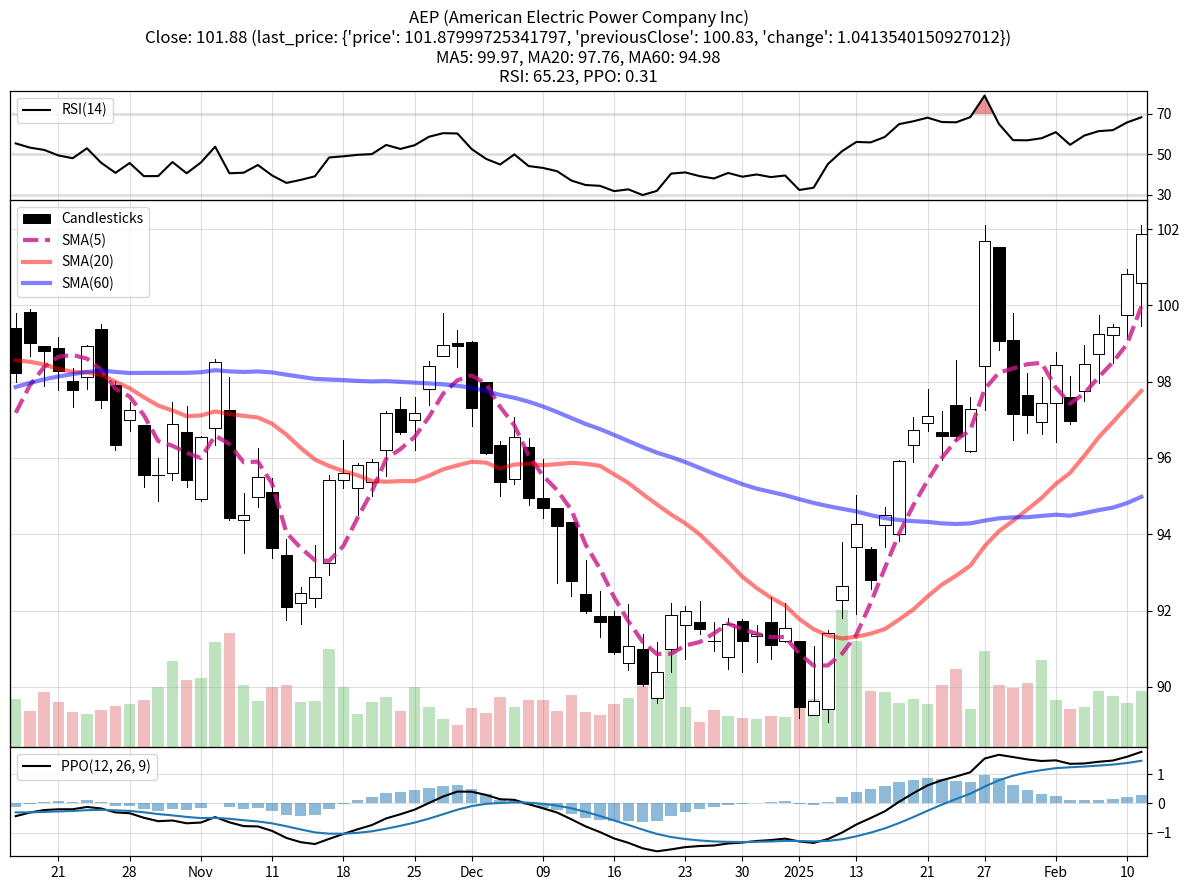 AEP (American Electric Power Company Inc)
Close: 101.88 (last_price: {'price': 101.87999725341797, 'previousClose': 100.83, 'change': 1.0413540150927012})
MA5: 99.97, MA20: 97.76, MA60: 94.98
RSI: 65.23, PPO: 0.31
RSI(14)
70
50
30
Candlesticks
SMA(5)
SMA(20)
SMA(60)
102
100
98
96
94
92
90
PPO(12, 26, 9)
1
0
−1
21 28 Nov 11 18 25 Dec 09 16 23 30 2025 13 21 27 Feb 10